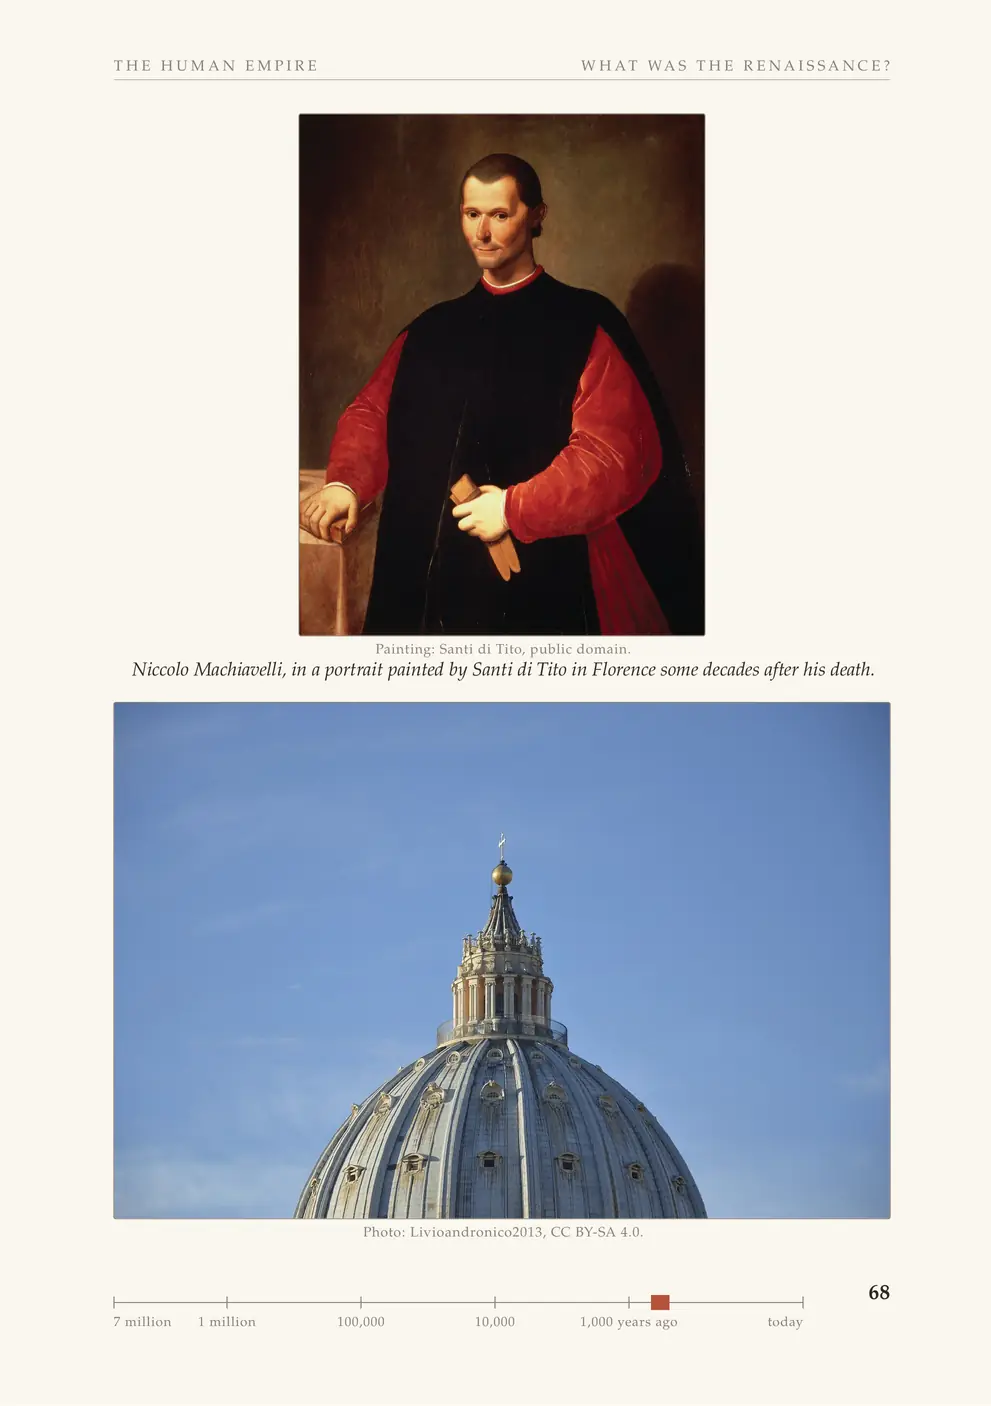 THE HUMAN EMPIRE
WHAT WAS THE RENAISSANCE?
Painting: Santi di Tito, public domain.
Niccolo Machiavelli, in a portrait painted by Santi di Tito in Florence some decades after his death.
Photo: Livioandronico2013, CC BY-SA 4.0.
68
7 million 1 million 100,000 10,000 1,000 years ago today